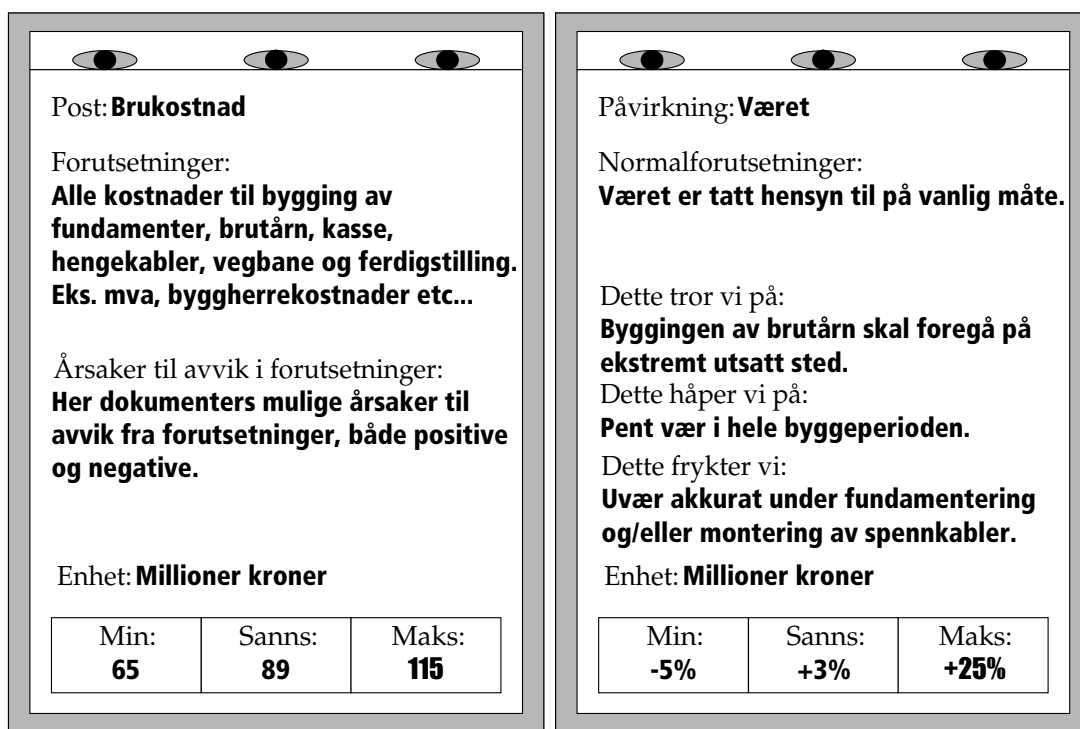 Post: Brukostnad
Forutsetninger:
Alle kostnader til bygging av
fundamenter, brutårn, kasse,
hengekabler, vegbane og ferdigstilling.
Eks. mva, byggherrekostnader etc...
Årsaker til avvik i forutsetninger:
Her dokumenters mulige årsaker til
avvik fra forutsetninger, både positive
og negative.
Enhet: Millioner kroner
Min: Sanns: Maks:
65 89 115
Påvirkning: Været
Normalforutsetninger:
Været er tatt hensyn til på vanlig måte.
Dette tror vi på:
Byggingen av brutårn skal foregå på
ekstremt utsatt sted.
Dette håper vi på:
Pent vær i hele byggeperioden.
Dette frykter vi:
Uvær akkurat under fundamentering
og/eller montering av spennkabler.
Enhet: Millioner kroner
Min: Sanns: Maks:
-5% +3% +25%